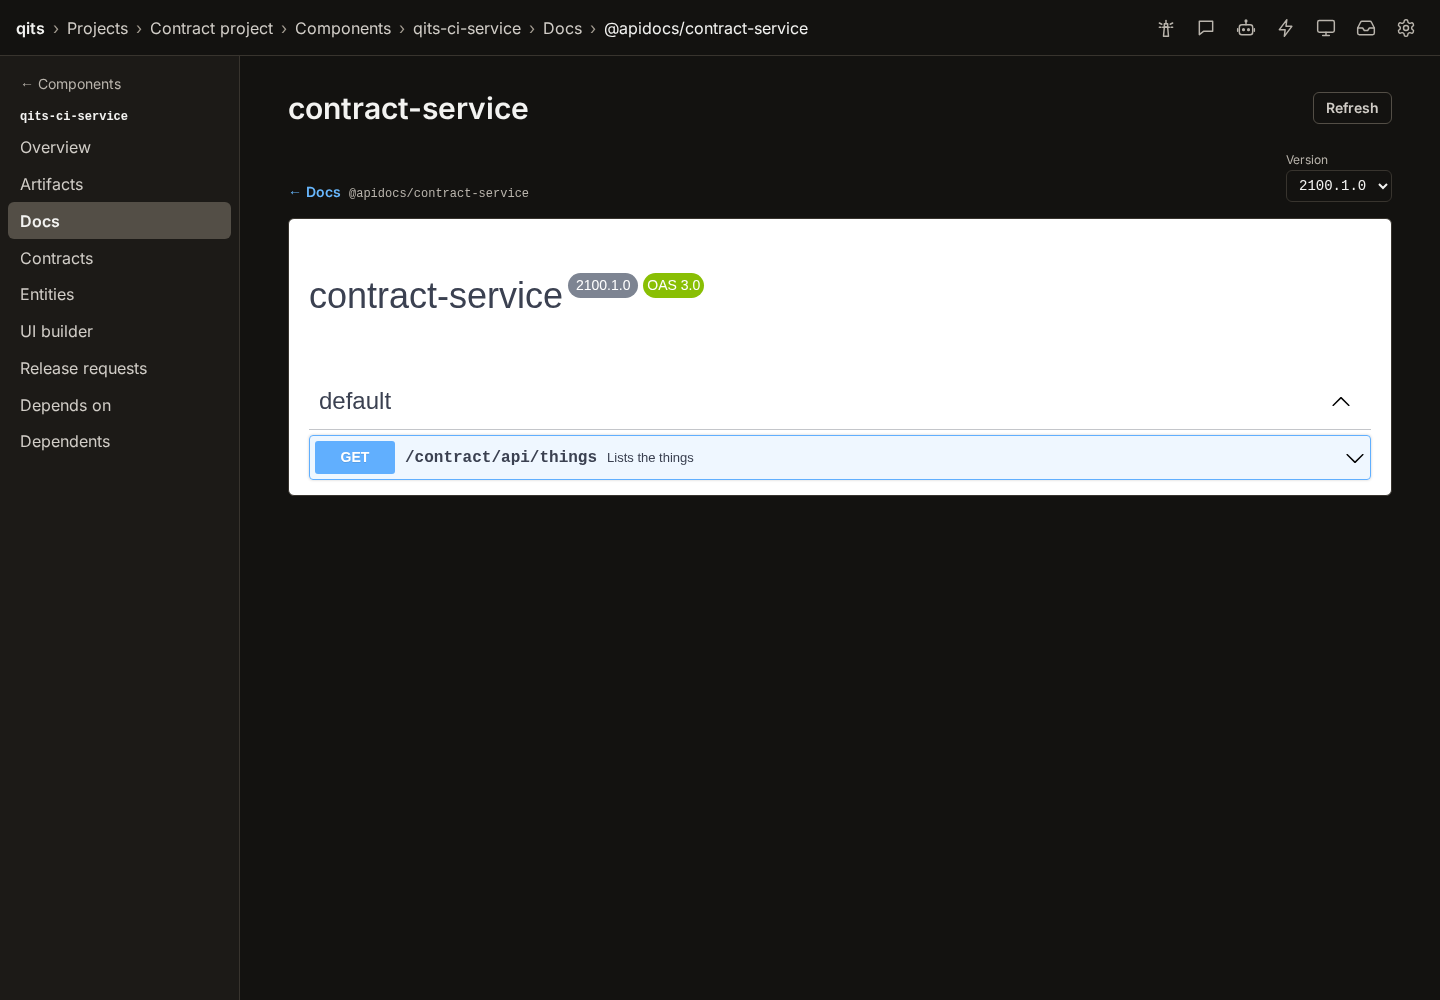 qits › Projects › Contract project › Components › qits-ci-service › Docs › @apidocs/contract-service
← Components
qits-ci-service
Overview
Artifacts
Docs
Contracts
Entities
UI builder
Release requests
Depends on
Dependents
contract-service
Refresh
Version
← Docs @apidocs/contract-service
2100.1.0
contract-service 2100.1.0 OAS 3.0
default
GET /contract/api/things Lists the things